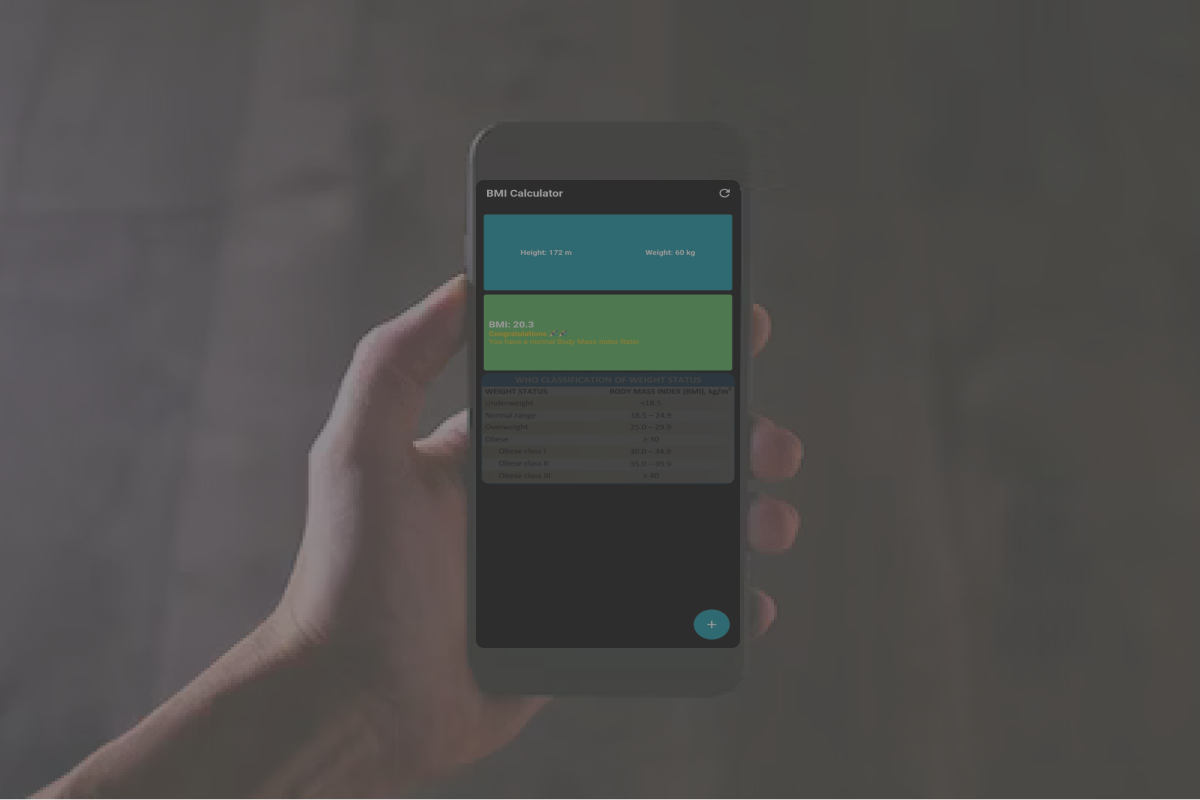 BMI Calculator
Height: 172 m Weight: 60 kg
BMI: 20.3
Congratulations
You have a normal Body Mass Index Ratio
WHO CLASSIFICATION OF WEIGHT STATUS
WEIGHT STATUS BODY MASS INDEX (BMI), kg/m²
underweight <18.5
Normal range 18.5 – 24.9
Overweight 25.0 – 29.9
Obese ≥ 30
Obese class I 30.0 – 34.9
Obese class II 35.0 – 39.9
Obese class III ≥ 40
+